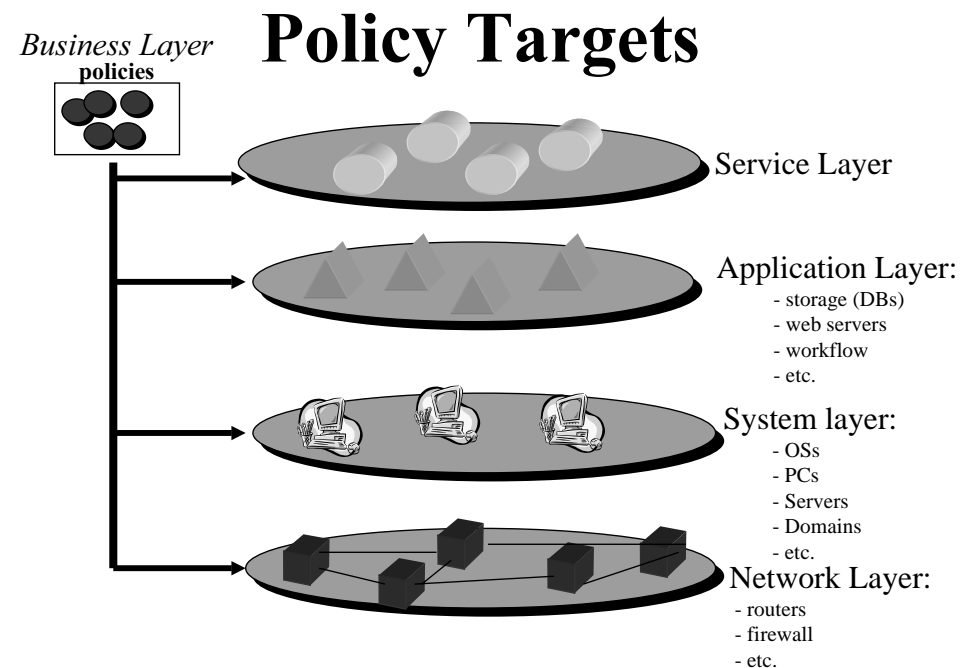 Policy Targets
Business Layer
policies
Service Layer
Application Layer:
- storage (DBs)
- web servers
- workflow
- etc.
System layer:
- OSs
- PCs
- Servers
- Domains
- etc.
Network Layer:
- routers
- firewall
- etc.